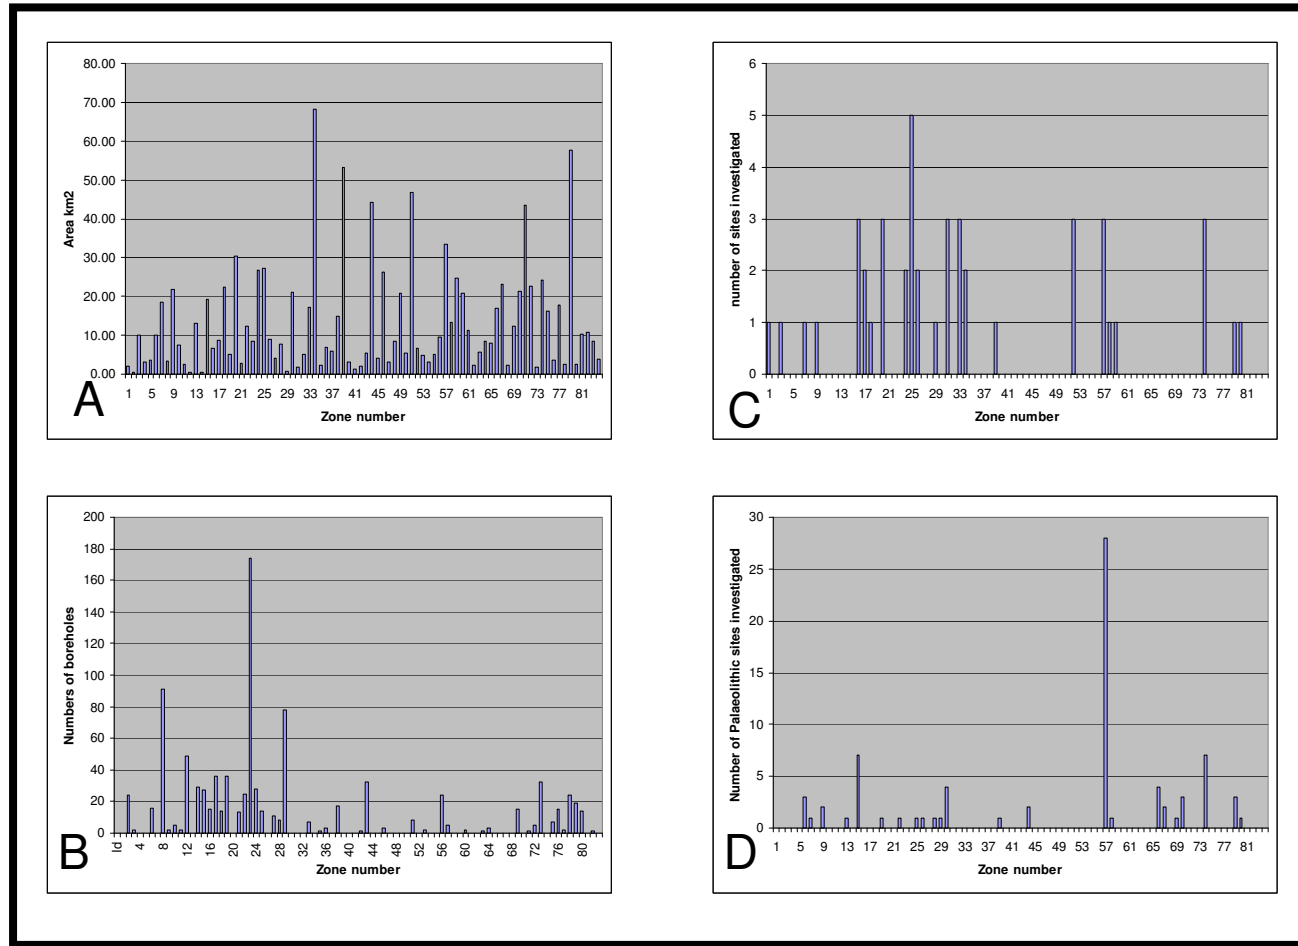 80.00
70.00
60.00
50.00
40.00
30.00
20.00
10.00
0.00
Area km2
1 5 9 13 17 21 25 29 33 37 41 45 49 53 57 61 65 69 73 77 81
Zone number
A
6
5
4
3
2
1
0
number of sites investigated
1 5 9 13 17 21 25 29 33 37 41 45 49 53 57 61 65 69 73 77 81
Zone number
C
200
180
160
140
120
100
80
60
40
20
0
Numbers of boreholes
Id 4 8 12 16 20 24 28 32 36 40 44 48 52 56 60 64 68 72 76 80
Zone number
B
30
25
20
15
10
5
0
Number of Palaeolithic sites investigated
1 5 9 13 17 21 25 29 33 37 41 45 49 53 57 61 65 69 73 77 81
Zone number
D